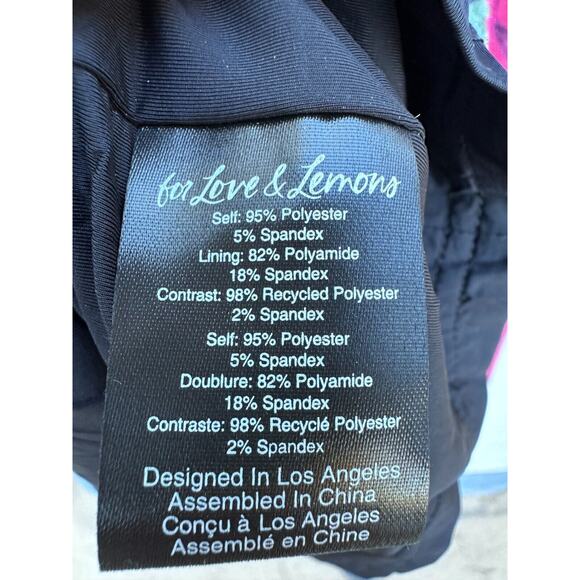 for Love & Lemons
Self: 95% Polyester
5% Spandex
Lining: 82% Polyamide
18% Spandex
Contrast: 98% Recycled Polyester
2% Spandex
Self: 95% Polyester
5% Spandex
Doublure: 82% Polyamide
18% Spandex
Contraste: 98% Recyclé Polyester
2% Spandex
Designed In Los Angeles
Assembled In China
Conçu à Los Angeles
Assemblé en Chine